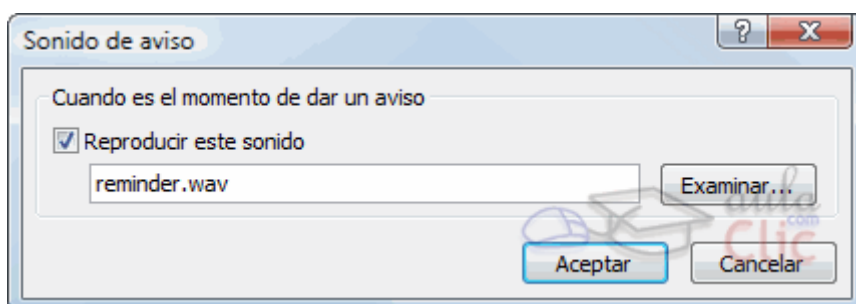 Sonido de aviso
Cuando es el momento de dar un aviso
Reproducir este sonido
reminder.wav
Examinar...
aula
.com
Clic
Aceptar
Cancelar